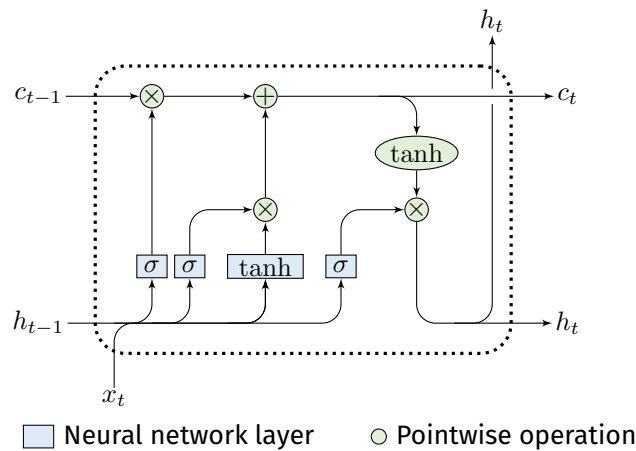 h_t
c_{t−1} × + c_t
tanh
× ×
σ σ tanh σ
h_{t−1} h_t
x_t
Neural network layer Pointwise operation